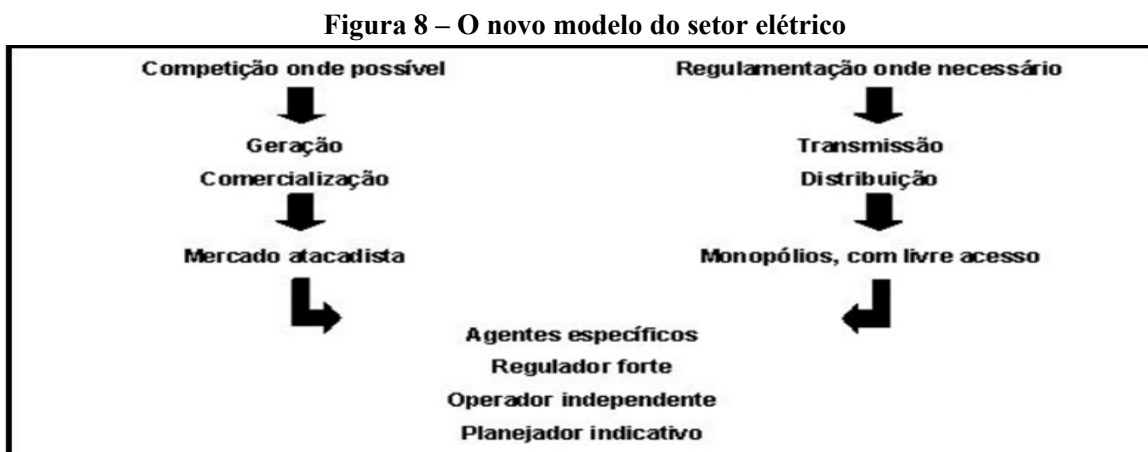 Figura 8 – O novo modelo do setor elétrico
Competição onde possível
Regulamentação onde necessário
Geração
Transmissão
Comercialização
Distribuição
Mercado atacadista
Monopólios, com livre acesso
Agentes específicos
Regulador forte
Operador independente
Planejador indicativo